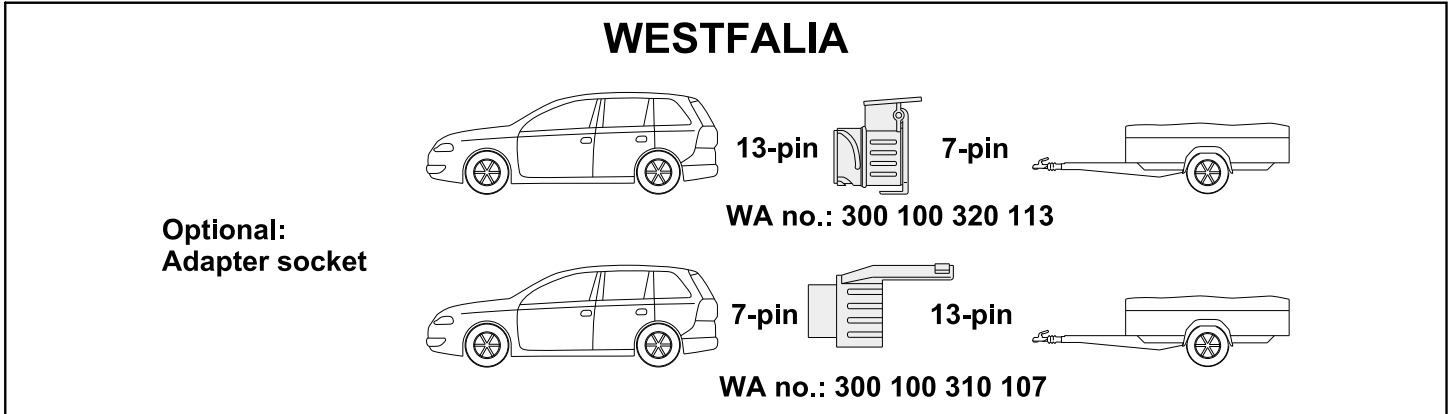 WESTFALIA
13-pin 7-pin
WA no.: 300 100 320 113
Optional:
Adapter socket
7-pin 13-pin
WA no.: 300 100 310 107